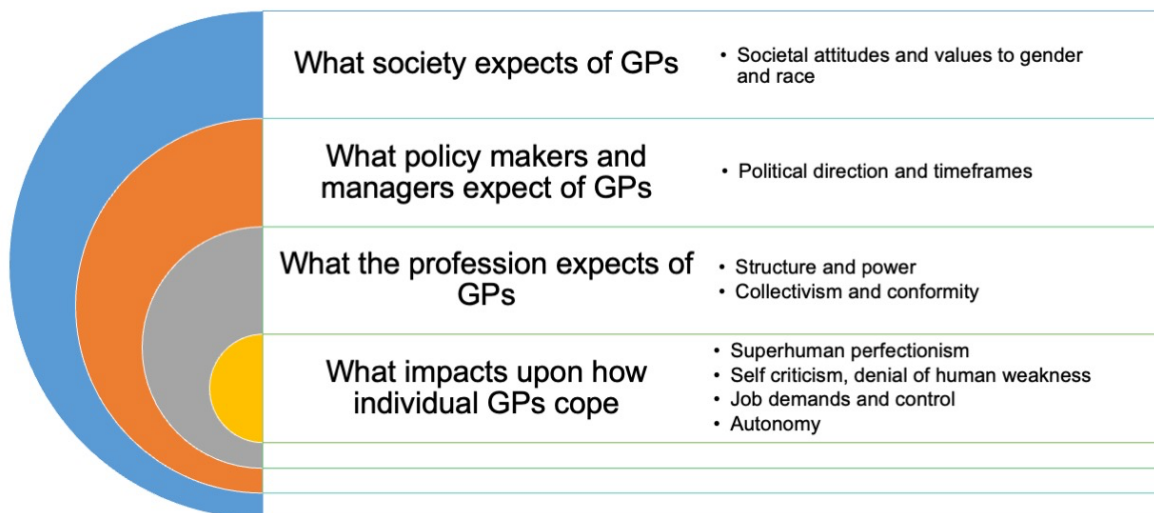 What society expects of GPs
• Societal attitudes and values to gender
and race
What policy makers and
managers expect of GPs
• Political direction and timeframes
What the profession expects of
GPs
• Structure and power
• Collectivism and conformity
What impacts upon how
individual GPs cope
• Superhuman perfectionism
• Self criticism, denial of human weakness
• Job demands and control
• Autonomy